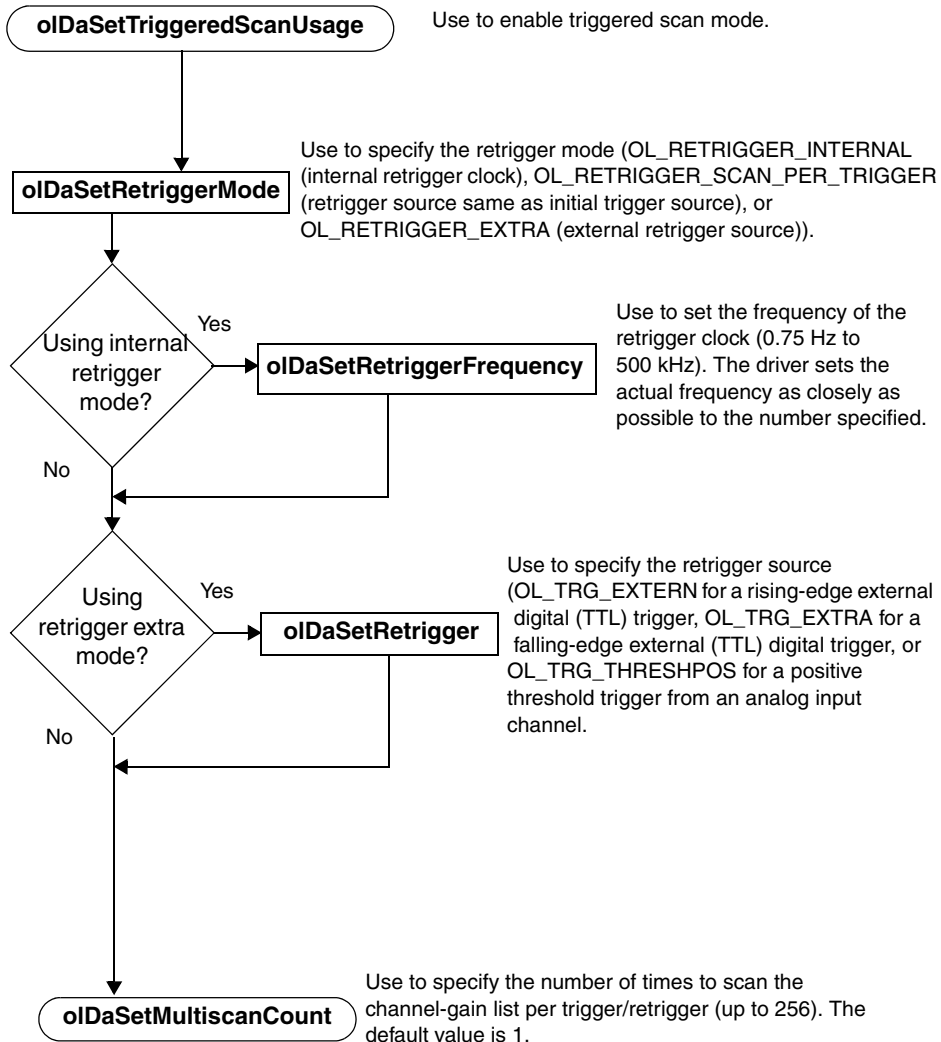 olDaSetTriggeredScanUsage
Use to enable triggered scan mode.
Use to specify the retrigger mode (OL_RETRIGGER_INTERNAL
(internal retrigger clock), OL_RETRIGGER_SCAN_PER_TRIGGER
(retrigger source same as initial trigger source), or
OL_RETRIGGER_EXTRA (external retrigger source)).
olDaSetRetriggerMode
Using internal
retrigger
mode?
Yes
No
olDaSetRetriggerFrequency
Use to set the frequency of the
retrigger clock (0.75 Hz to
500 kHz). The driver sets the
actual frequency as closely as
possible to the number specified.
Using
retrigger extra
mode?
Yes
No
olDaSetRetrigger
Use to specify the retrigger source
(OL_TRG_EXTERN for a rising-edge external
digital (TTL) trigger, OL_TRG_EXTRA for a
falling-edge external (TTL) digital trigger, or
OL_TRG_THRESHPOS for a positive
threshold trigger from an analog input
channel.
olDaSetMultiscanCount
Use to specify the number of times to scan the
channel-gain list per trigger/retrigger (up to 256). The
default value is 1.